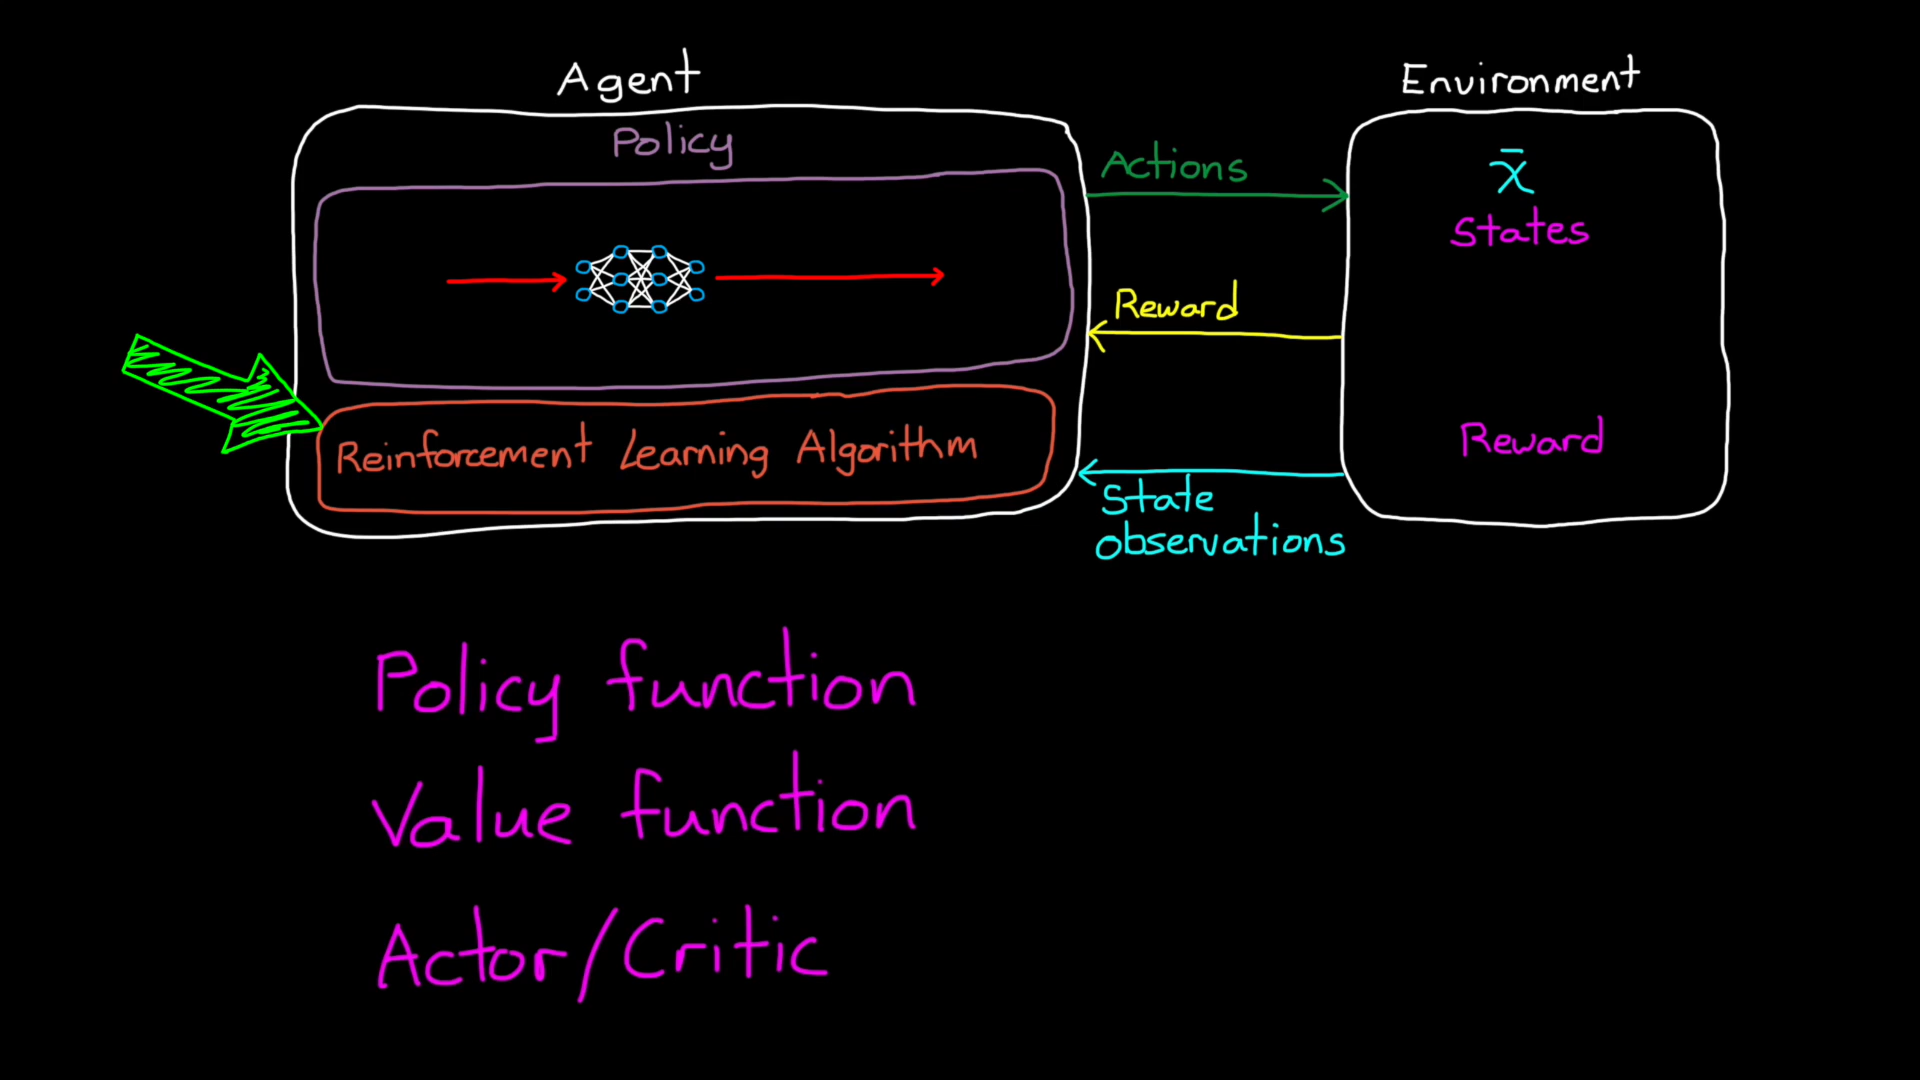 Agent
Environment
Policy
Actions
x̄
States
Reward
Reward
Reinforcement Learning Algorithm
State
observations
Policy function
Value function
Actor/Critic